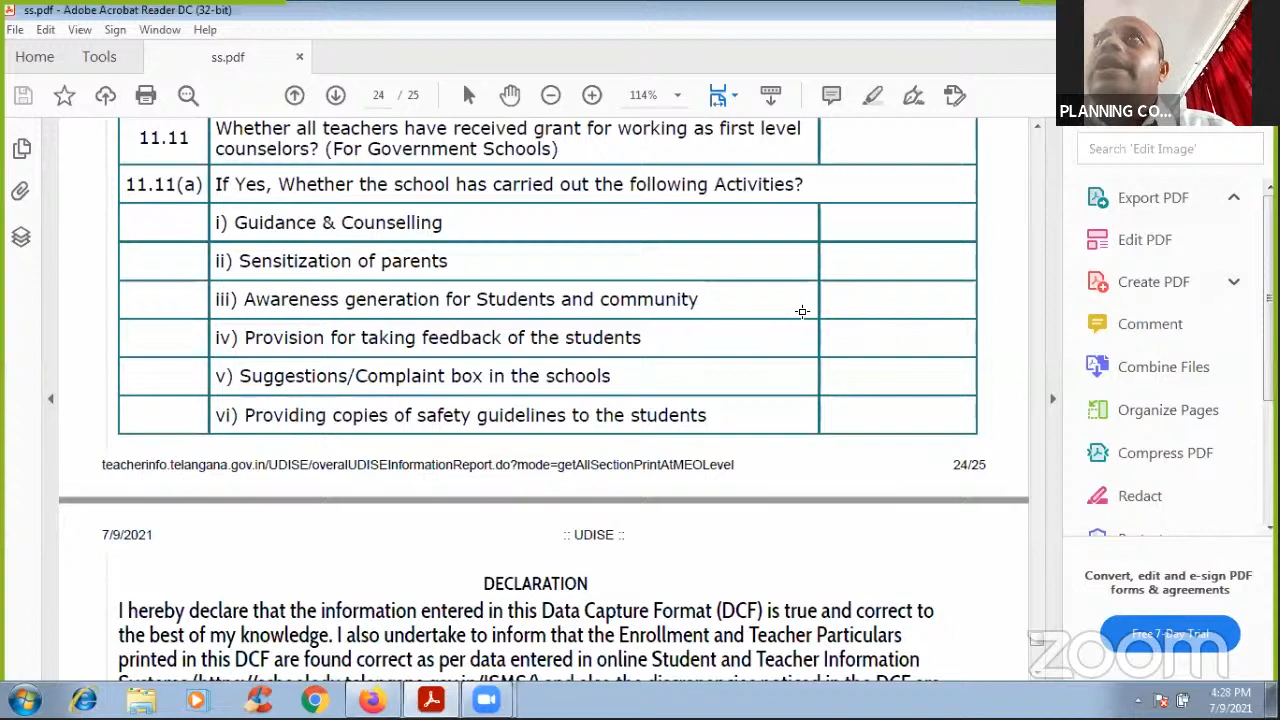 ss.pdf - Adobe Acrobat Reader DC (32-bit)
File Edit View Sign Window Help
Home Tools ss.pdf ×
24 / 25 114%
PLANNING CO...
Search 'Edit Image'
11.11 Whether all teachers have received grant for working as first level
counselors? (For Government Schools)
11.11(a) If Yes, Whether the school has carried out the following Activities?
i) Guidance & Counselling
ii) Sensitization of parents
iii) Awareness generation for Students and community
iv) Provision for taking feedback of the students
v) Suggestions/Complaint box in the schools
vi) Providing copies of safety guidelines to the students
teacherinfo.telangana.gov.in/UDISE/overalUDISEInformationReport.do?mode=getAllSectionPrintAtMEOLevel 24/25
7/9/2021 :: UDISE ::
DECLARATION
I hereby declare that the information entered in this Data Capture Format (DCF) is true and correct to
the best of my knowledge. I also undertake to inform that the Enrollment and Teacher Particulars
printed in this DCF are found correct as per data entered in online Student and Teacher Information
Export PDF
Edit PDF
Create PDF
Comment
Combine Files
Organize Pages
Compress PDF
Redact
Convert, edit and e-sign PDF
forms & agreements
Free 7-Day Trial
zoom
4:28 PM
7/9/2021